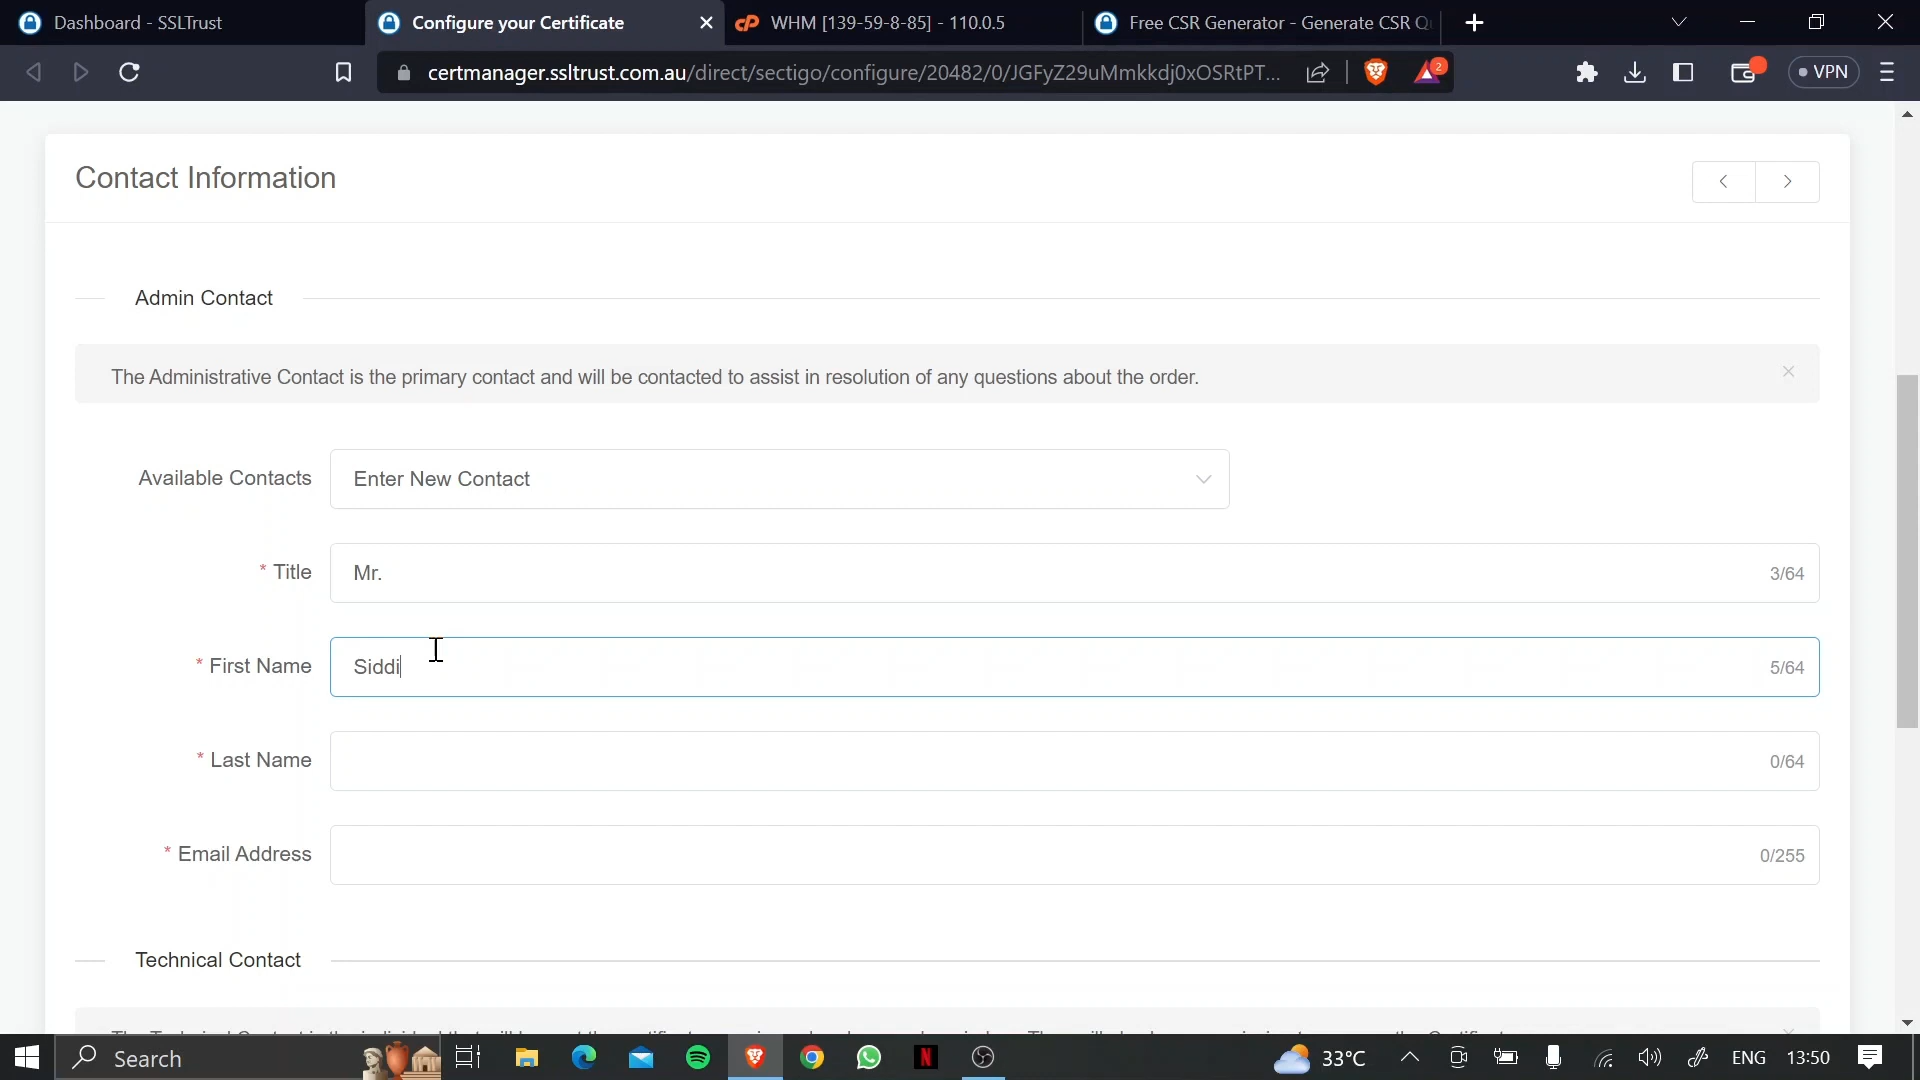 Dashboard - SSLTrust
Configure your Certificate
WHM [139-59-8-85] - 110.0.5
Free CSR Generator - Generate CSR Qu
certmanager.ssltrust.com.au/direct/sectigo/configure/20482/0/JGFyZ29uMmkkdj0xOSRtPT...
2
VPN
Contact Information
Admin Contact
The Administrative Contact is the primary contact and will be contacted to assist in resolution of any questions about the order.
Available Contacts
Enter New Contact
* Title
Mr.
3/64
* First Name
Siddi
5/64
* Last Name
0/64
* Email Address
0/255
Technical Contact
Search
33°C
ENG
13:50